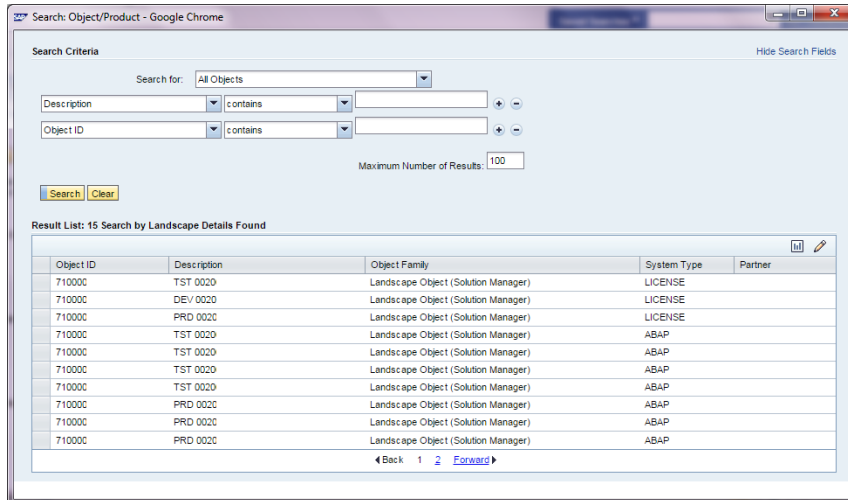 Search: Object/Product - Google Chrome
Search Criteria
Hide Search Fields
Search for: All Objects
Description contains
Object ID contains
Maximum Number of Results: 100
Search Clear
Result List: 15 Search by Landscape Details Found
Object ID Description Object Family System Type Partner
710000 TST 0020 Landscape Object (Solution Manager) LICENSE
710000 DEV 0020 Landscape Object (Solution Manager) LICENSE
710000 PRD 0020 Landscape Object (Solution Manager) LICENSE
710000 TST 0020 Landscape Object (Solution Manager) ABAP
710000 TST 0020 Landscape Object (Solution Manager) ABAP
710000 TST 0020 Landscape Object (Solution Manager) ABAP
710000 TST 0020 Landscape Object (Solution Manager) ABAP
710000 PRD 0020 Landscape Object (Solution Manager) ABAP
710000 PRD 0020 Landscape Object (Solution Manager) ABAP
710000 PRD 0020 Landscape Object (Solution Manager) ABAP
Back 1 2 Forward